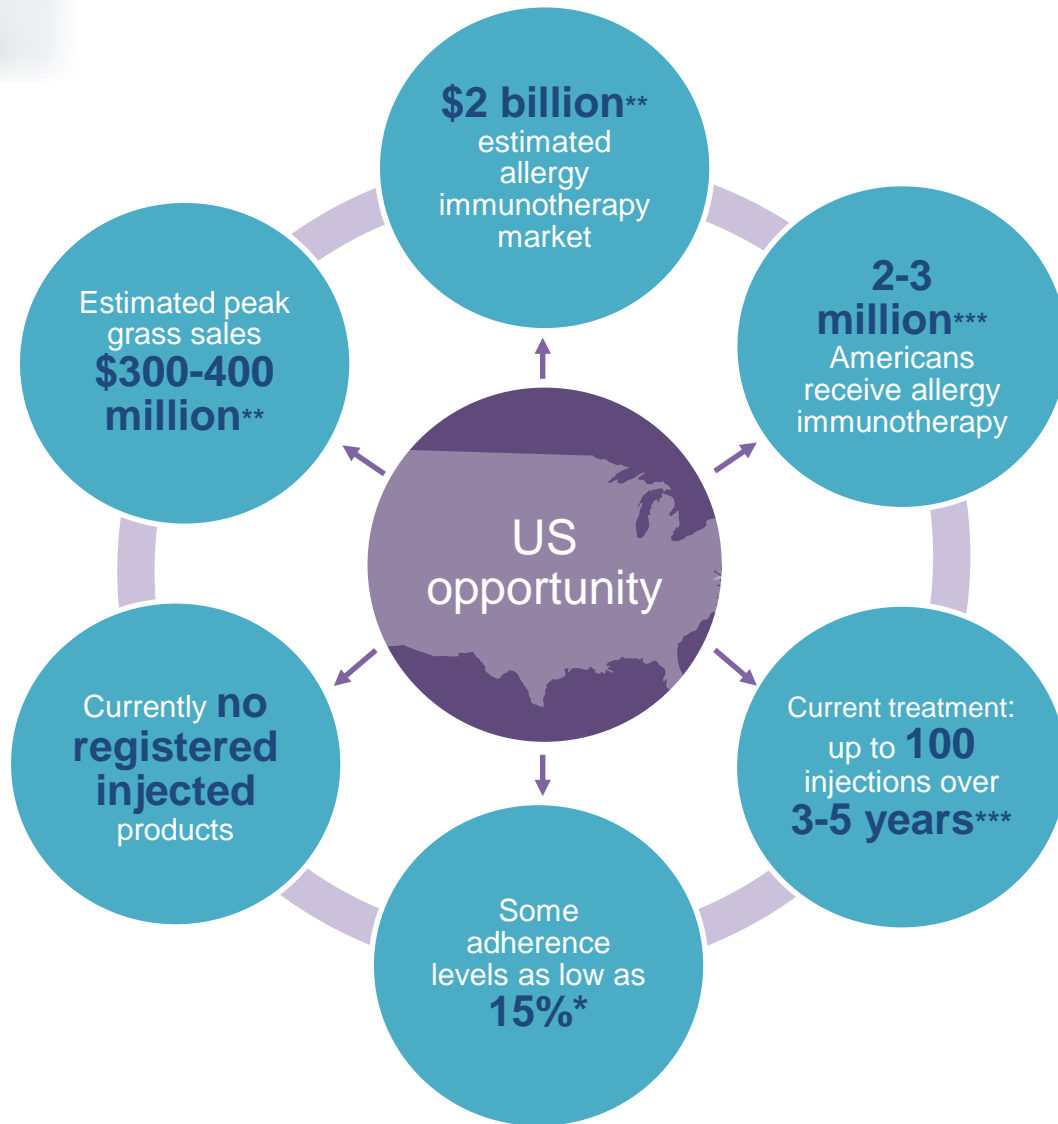 $2 billion**
estimated
allergy
immunotherapy
market
2-3
million***
Americans
receive allergy
immunotherapy
Estimated peak
grass sales
$300-400
million**
US
opportunity
Currently no
registered
injected
products
Current treatment:
up to 100
injections over
3-5 years***
Some
adherence
levels as low as
15%*